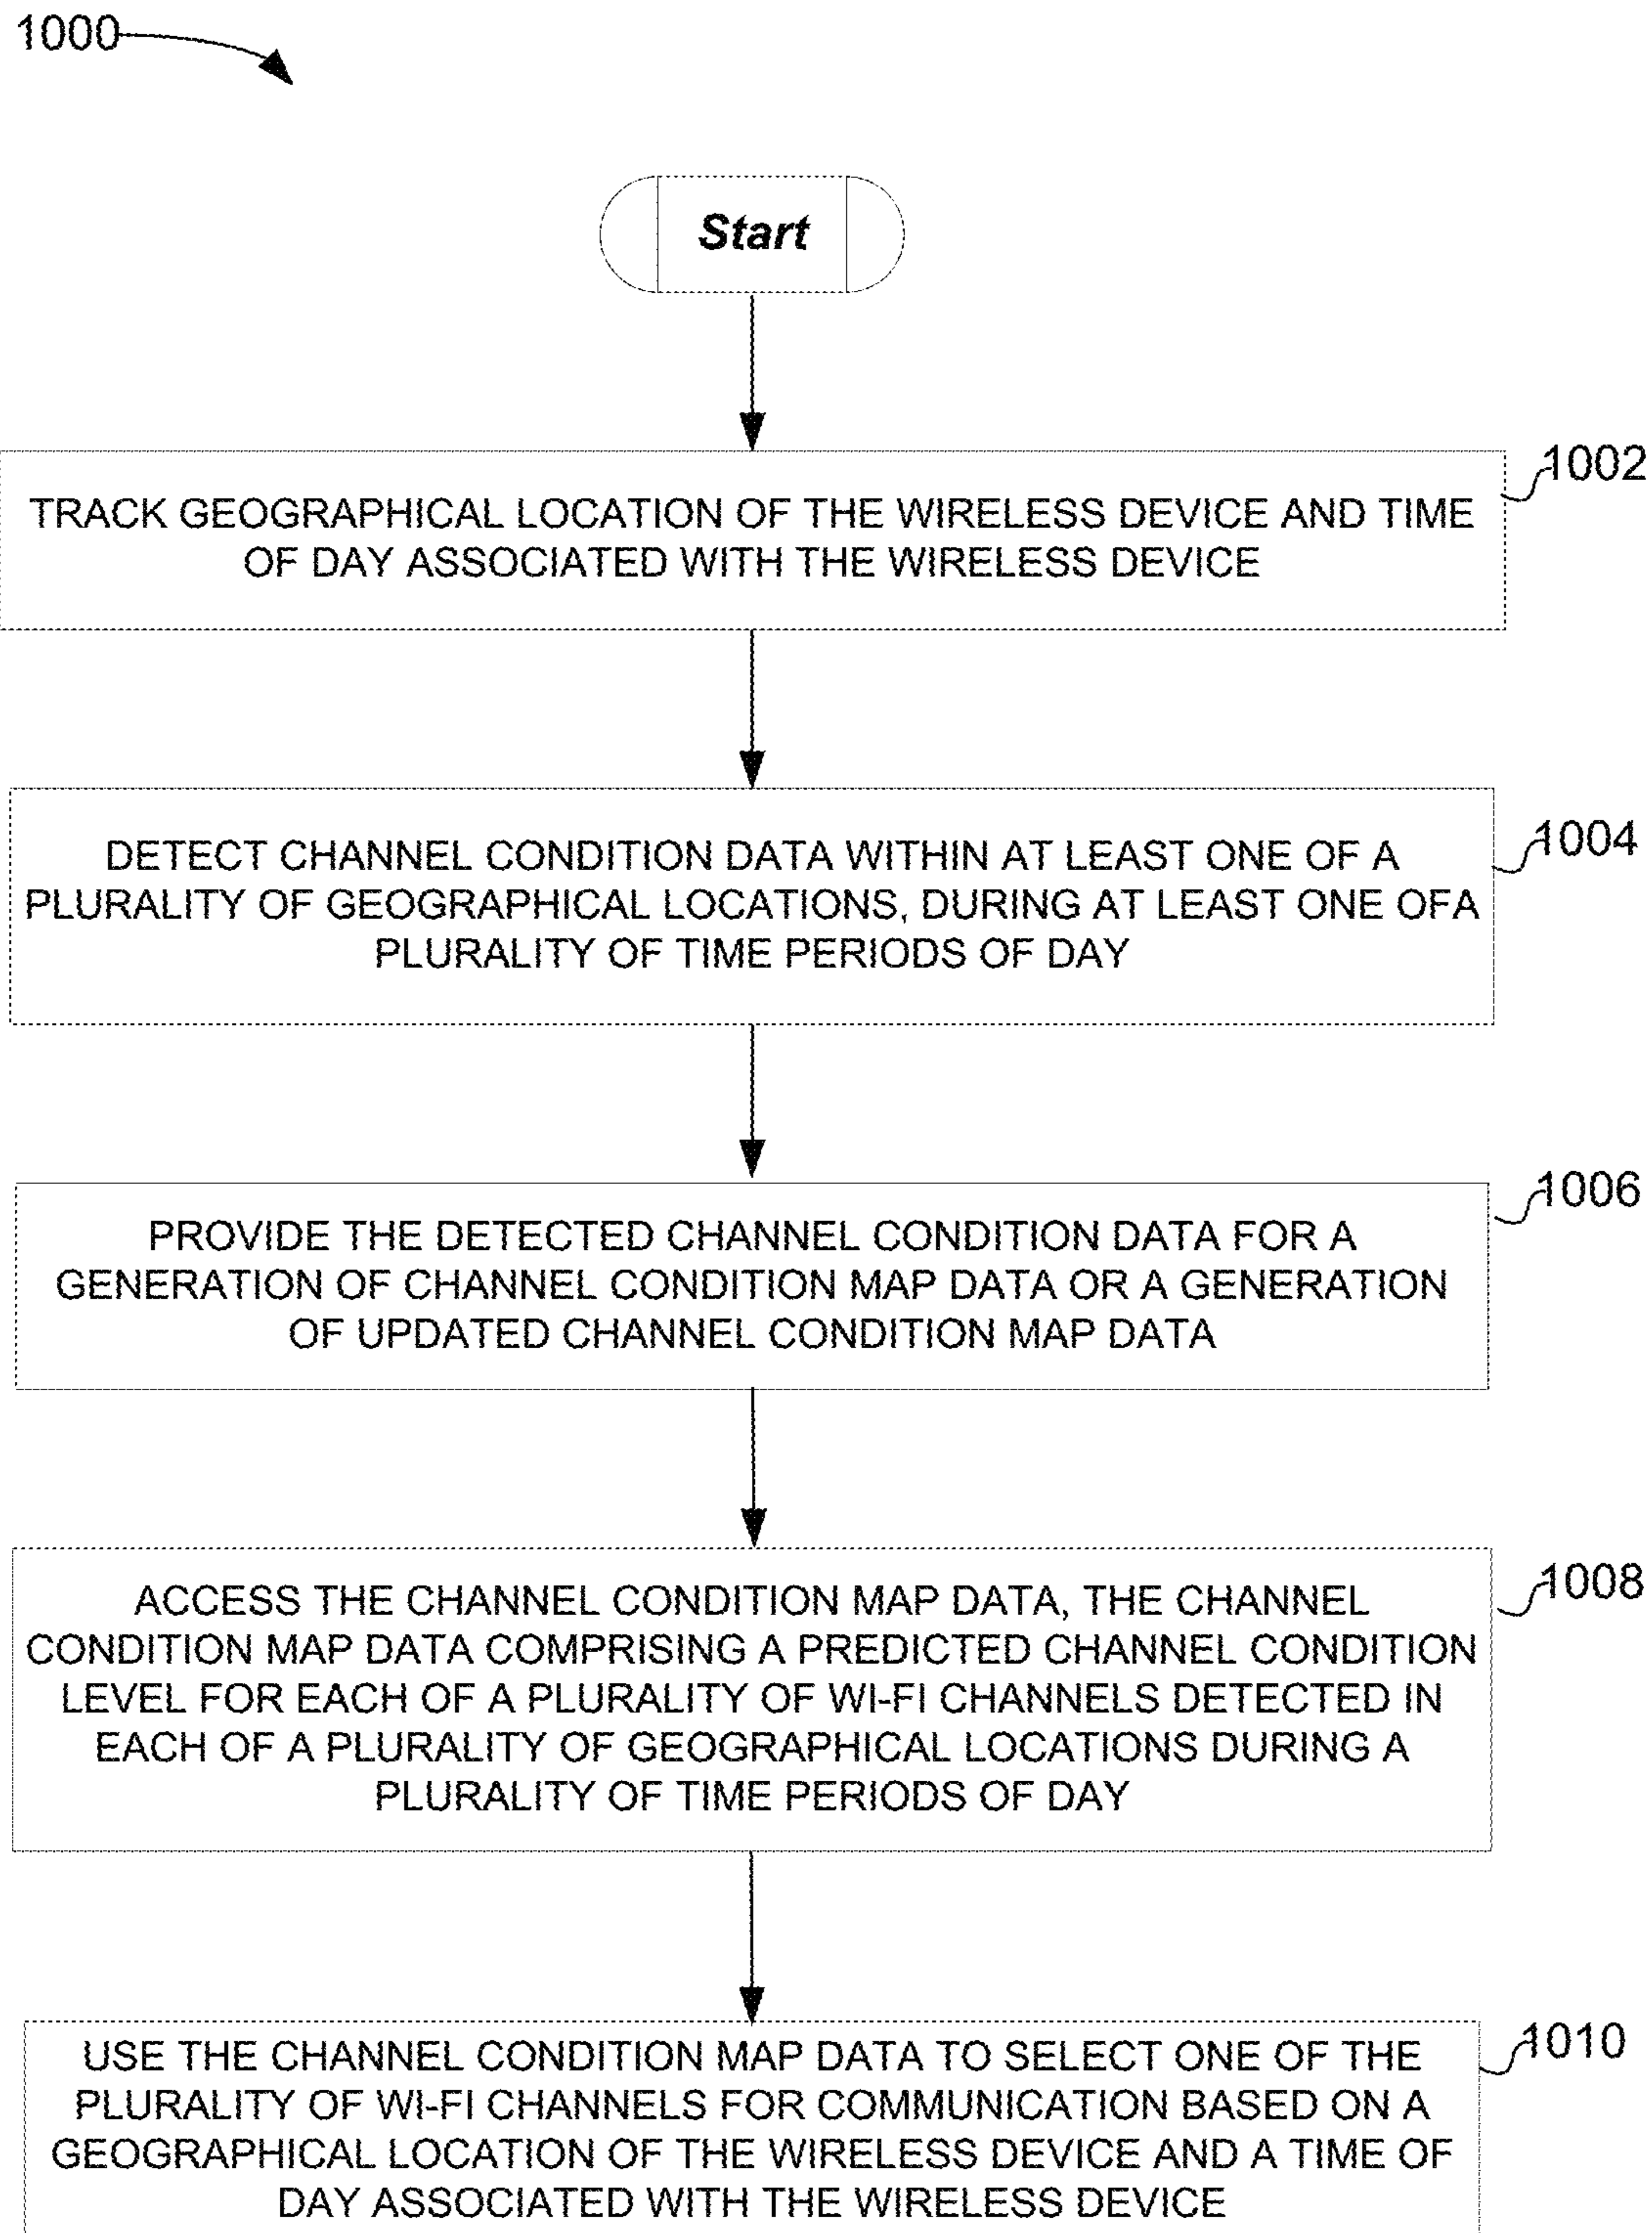 1000
Start
1002
TRACK GEOGRAPHICAL LOCATION OF THE WIRELESS DEVICE AND TIME
OF DAY ASSOCIATED WITH THE WIRELESS DEVICE
1004
DETECT CHANNEL CONDITION DATA WITHIN AT LEAST ONE OF A
PLURALITY OF GEOGRAPHICAL LOCATIONS, DURING AT LEAST ONE OFA
PLURALITY OF TIME PERIODS OF DAY
1006
PROVIDE THE DETECTED CHANNEL CONDITION DATA FOR A
GENERATION OF CHANNEL CONDITION MAP DATA OR A GENERATION
OF UPDATED CHANNEL CONDITION MAP DATA
1008
ACCESS THE CHANNEL CONDITION MAP DATA, THE CHANNEL
CONDITION MAP DATA COMPRISING A PREDICTED CHANNEL CONDITION
LEVEL FOR EACH OF A PLURALITY OF WI-FI CHANNELS DETECTED IN
EACH OF A PLURALITY OF GEOGRAPHICAL LOCATIONS DURING A
PLURALITY OF TIME PERIODS OF DAY
1010
USE THE CHANNEL CONDITION MAP DATA TO SELECT ONE OF THE
PLURALITY OF WI-FI CHANNELS FOR COMMUNICATION BASED ON A
GEOGRAPHICAL LOCATION OF THE WIRELESS DEVICE AND A TIME OF
DAY ASSOCIATED WITH THE WIRELESS DEVICE